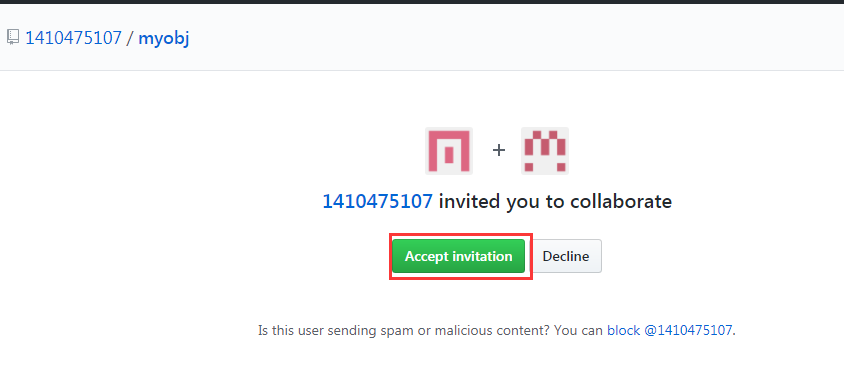 1410475107 / myobj
+
1410475107 invited you to collaborate
Accept invitation Decline
Is this user sending spam or malicious content? You can block @1410475107.